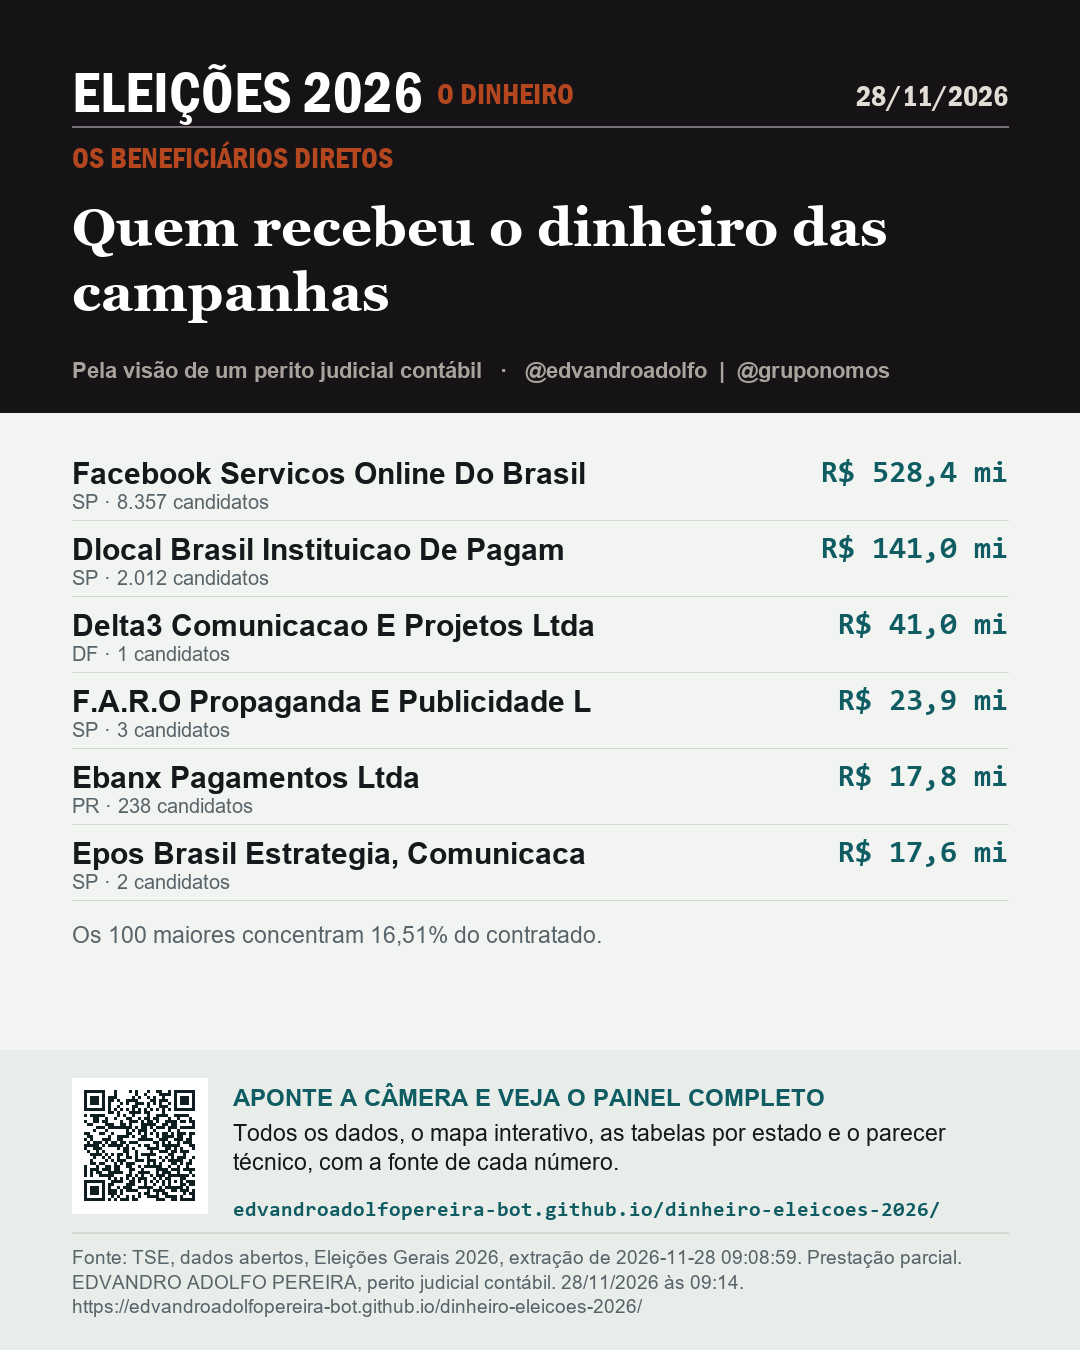 ELEIÇÕES 2026 O DINHEIRO 28/11/2026
OS BENEFICIÁRIOS DIRETOS
Quem recebeu o dinheiro das
campanhas
Pela visão de um perito judicial contábil · @edvandroadolfo | @gruponomos
Facebook Servicos Online Do Brasil R$ 528,4 mi
SP · 8.357 candidatos
Dlocal Brasil Instituicao De Pagam R$ 141,0 mi
SP · 2.012 candidatos
Delta3 Comunicacao E Projetos Ltda R$ 41,0 mi
DF · 1 candidatos
F.A.R.O Propaganda E Publicidade L R$ 23,9 mi
SP · 3 candidatos
Ebanx Pagamentos Ltda R$ 17,8 mi
PR · 238 candidatos
Epos Brasil Estrategia, Comunicaca R$ 17,6 mi
SP · 2 candidatos
Os 100 maiores concentram 16,51% do contratado.
APONTE A CÂMERA E VEJA O PAINEL COMPLETO
Todos os dados, o mapa interativo, as tabelas por estado e o parecer
técnico, com a fonte de cada número.
edvandroadolfopereira-bot.github.io/dinheiro-eleicoes-2026/
Fonte: TSE, dados abertos, Eleições Gerais 2026, extração de 2026-11-28 09:08:59. Prestação parcial.
EDVANDRO ADOLFO PEREIRA, perito judicial contábil. 28/11/2026 às 09:14.
https://edvandroadolfopereira-bot.github.io/dinheiro-eleicoes-2026/